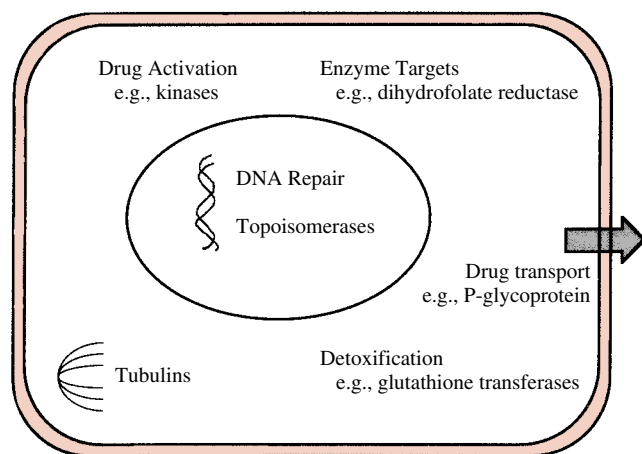 Drug Activation
e.g., kinases
Enzyme Targets
e.g., dihydrofolate reductase
DNA Repair
Topoisomerases
Drug transport
e.g., P-glycoprotein
Tubulins
Detoxification
e.g., glutathione transferases